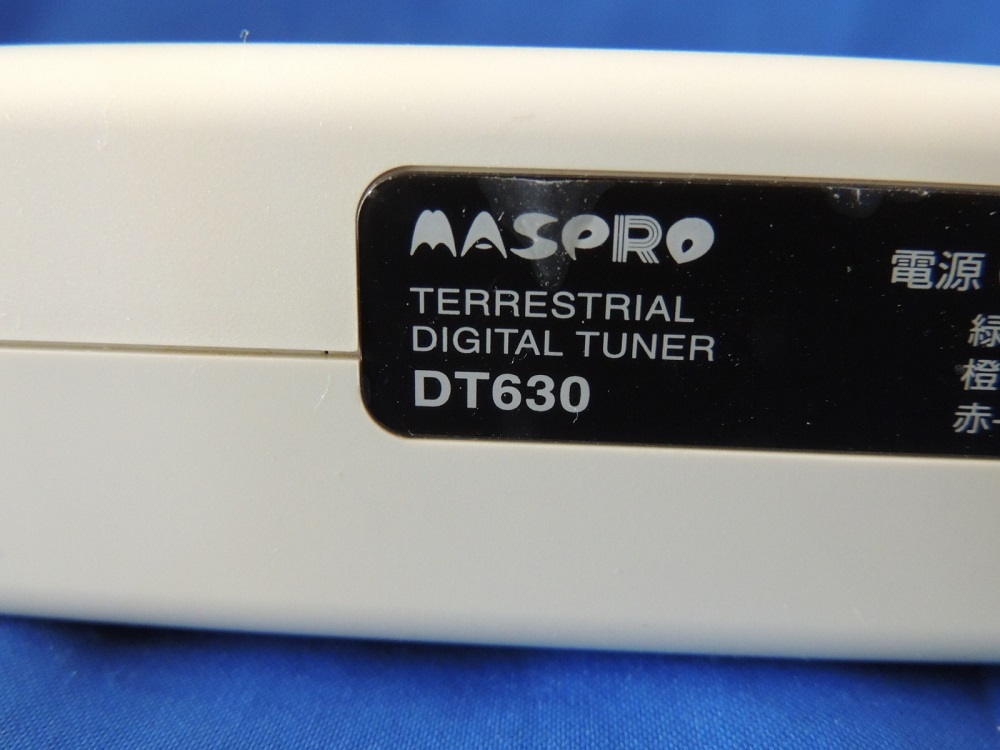 MASPRO
TERRESTRIAL
DIGITAL TUNER
DT630
電源
緑
橙
赤